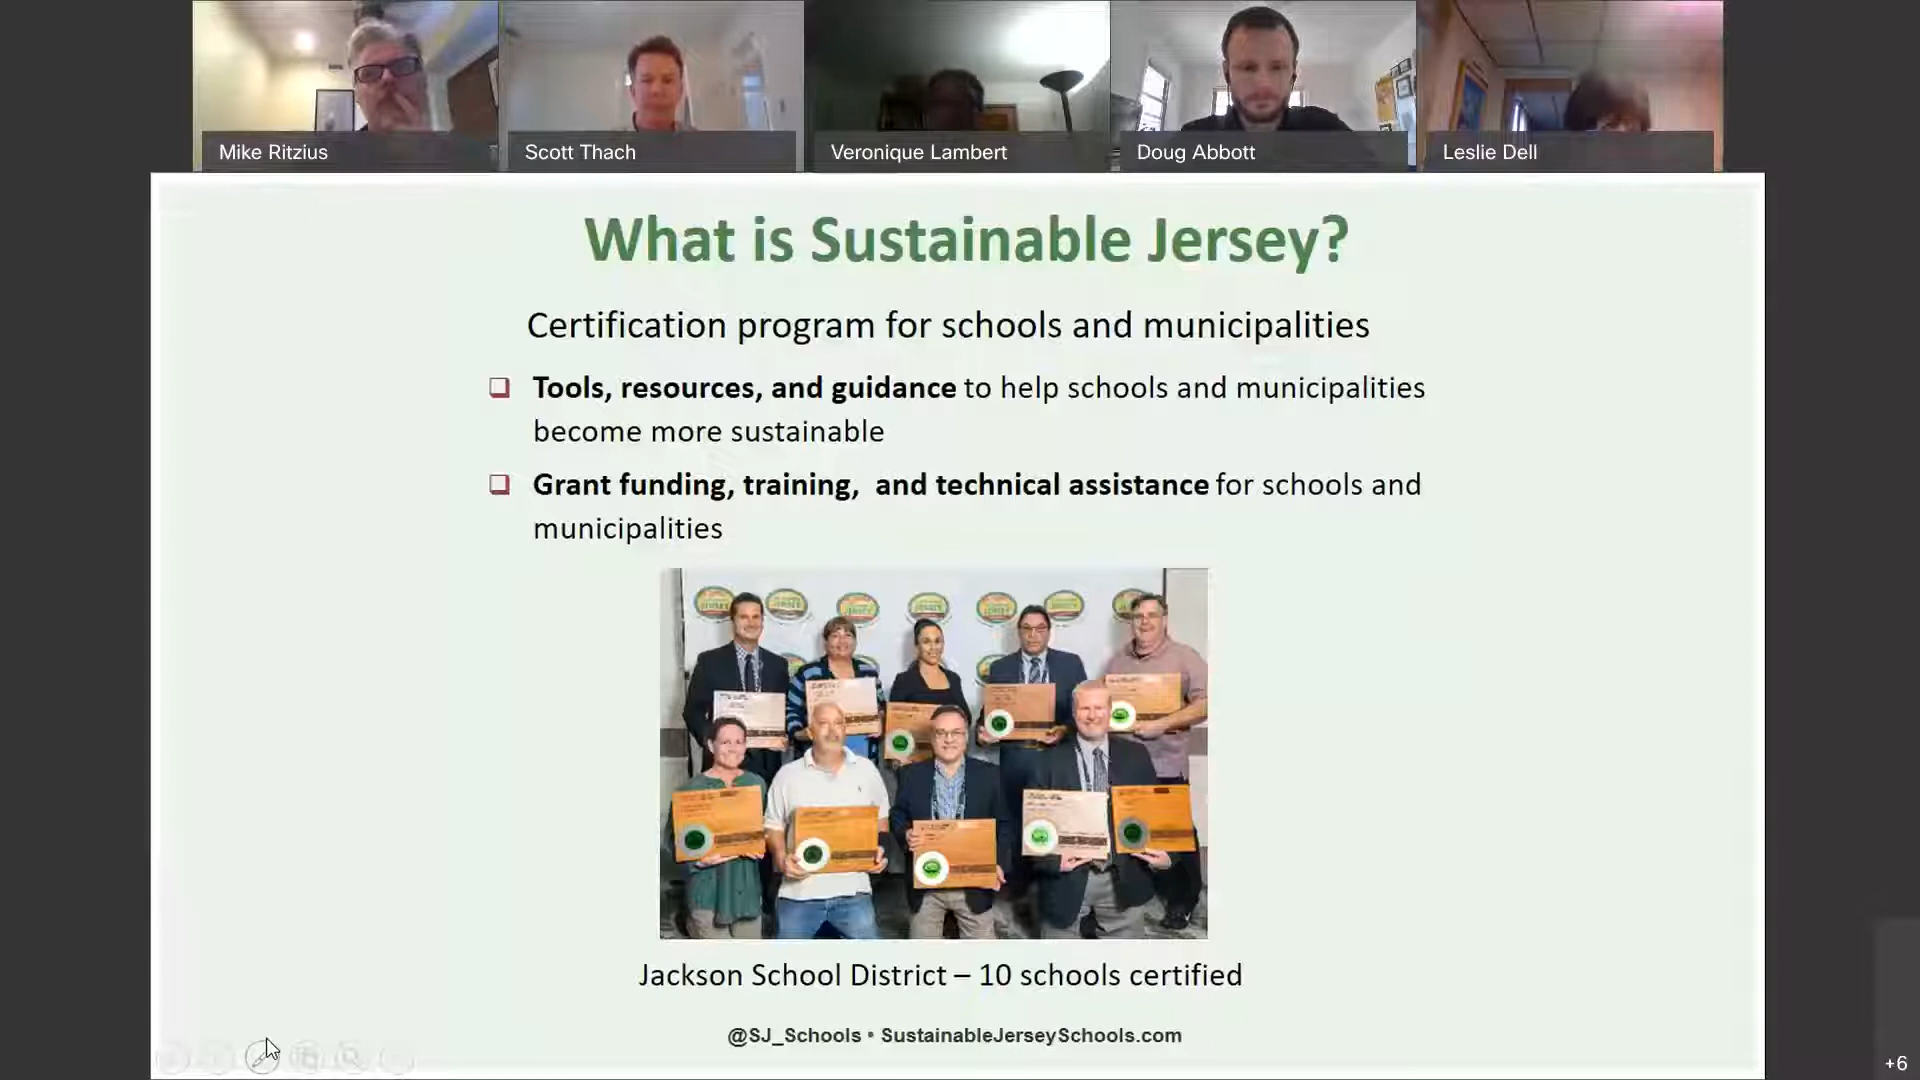 Mike Ritzius
Scott Thach
Veronique Lambert
Doug Abbott
Leslie Dell
What is Sustainable Jersey?
Certification program for schools and municipalities
Tools, resources, and guidance to help schools and municipalities
become more sustainable
Grant funding, training,  and technical assistance for schools and
municipalities
Jackson School District – 10 schools certified
@SJ_Schools • SustainableJerseySchools.com
+6